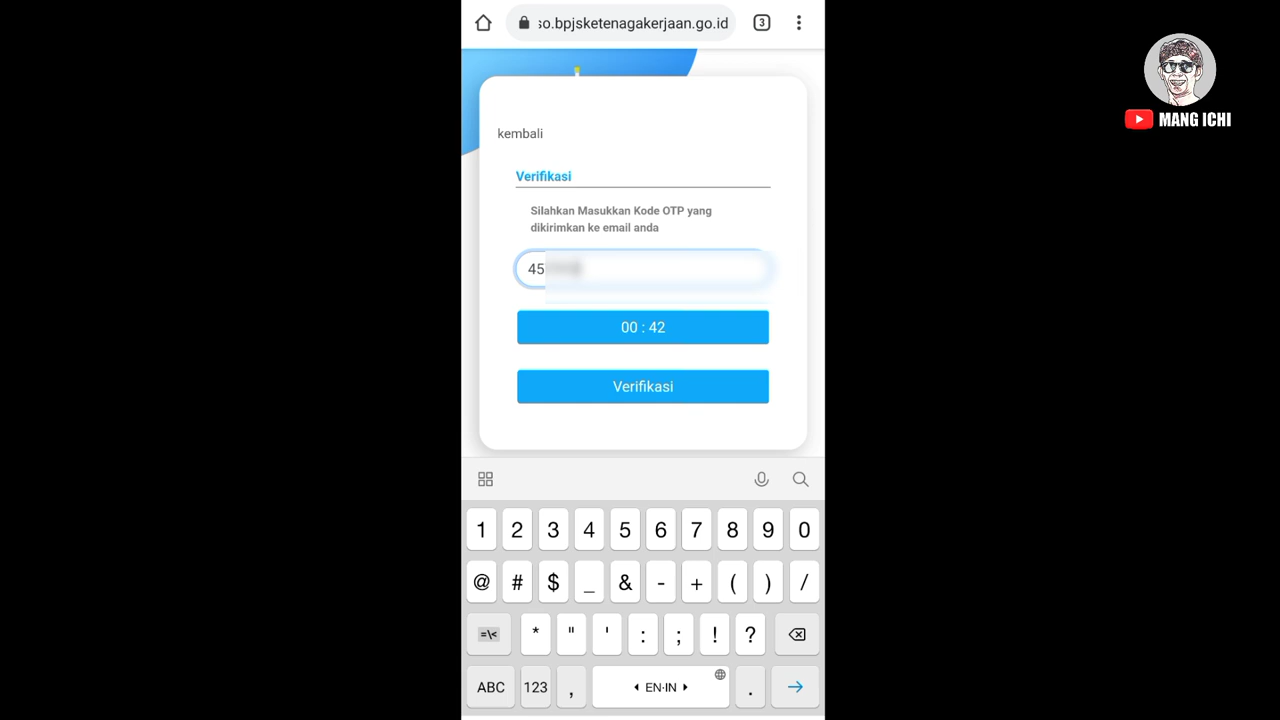 so.bpjsketenagakerjaan.go.id
3
MANG ICHI
kembali
Verifikasi
Silahkan Masukkan Kode OTP yang
dikirimkan ke email anda
45
00 : 42
Verifikasi
1 2 3 4 5 6 7 8 9 0
@ # $ _ & - + ( ) /
=\< * " ' : ; ! ?
ABC 123 , EN·IN .